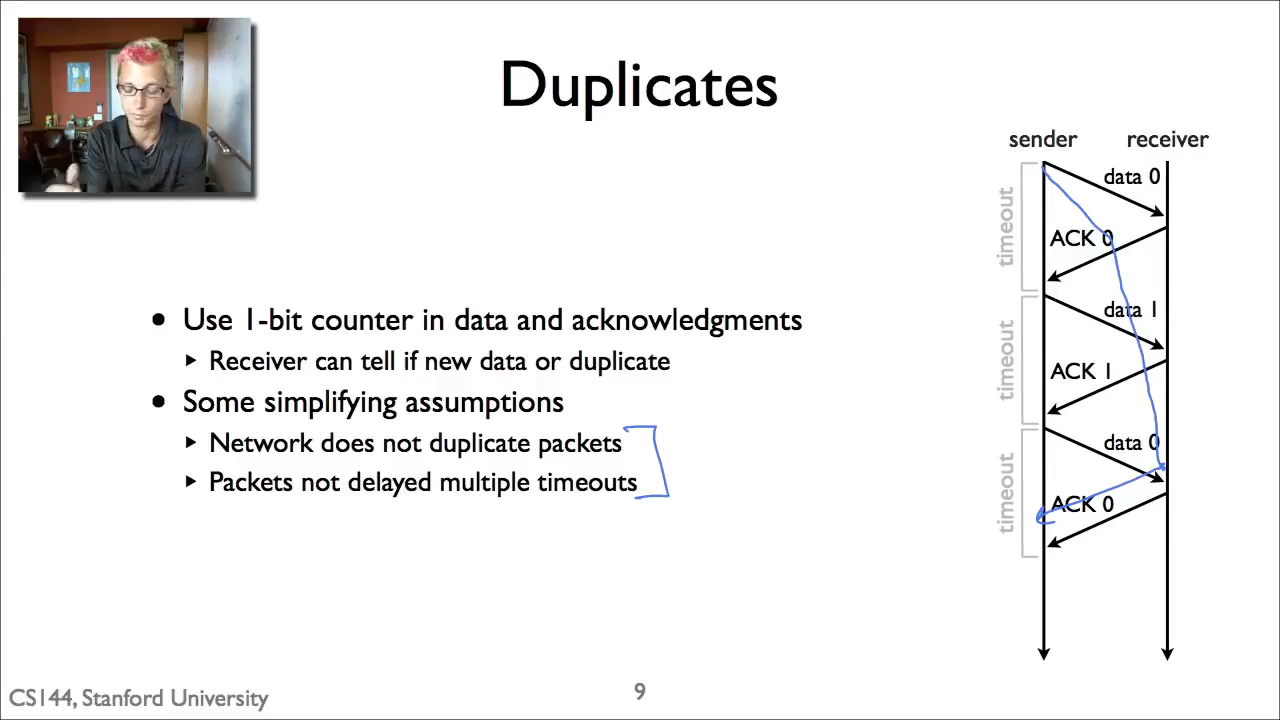 Duplicates
sender receiver
timeout
data 0
ACK 0
timeout
data 1
ACK 1
timeout
data 0
ACK 0
• Use 1-bit counter in data and acknowledgments
‣ Receiver can tell if new data or duplicate
• Some simplifying assumptions
‣ Network does not duplicate packets
‣ Packets not delayed multiple timeouts
CS144, Stanford University
9